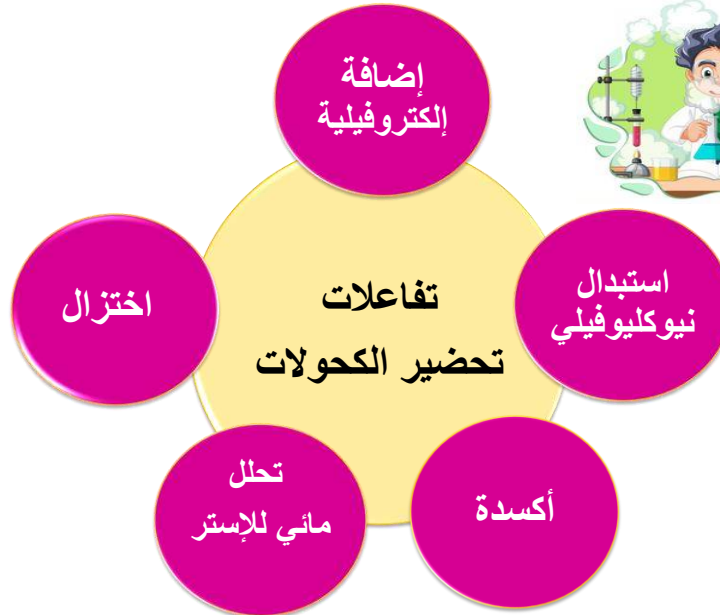 إضافة
إلكتروفيلية
استبدال
نيوكليوفيلي
تفاعلات
تحضير الكحولات
اختزال
أكسدة
تحلل
مائي للإستر